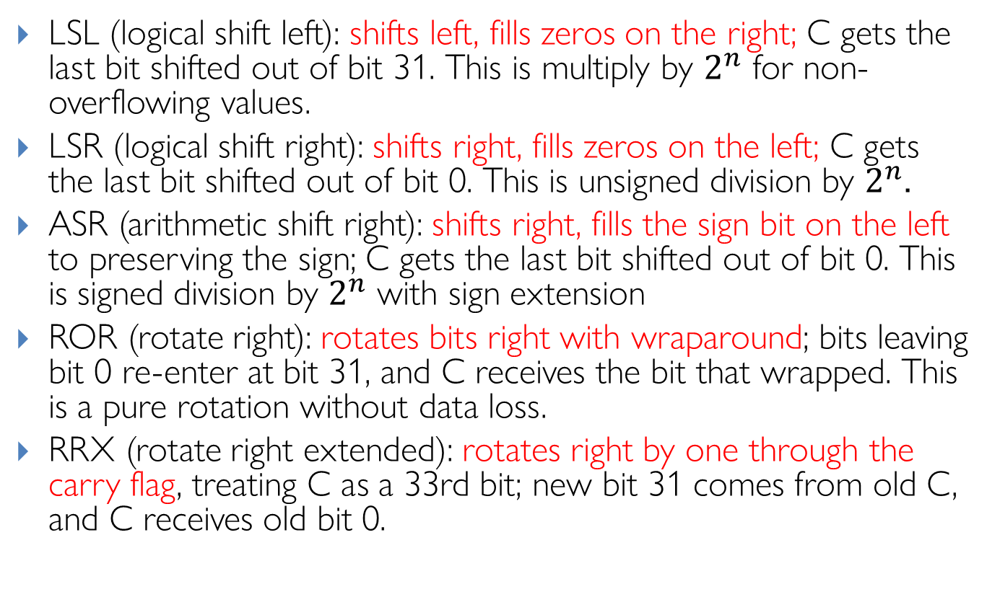 LSL (logical shift left): shifts left, fills zeros on the right; C gets the
last bit shifted out of bit 31. This is multiply by 2ⁿ for non-
overflowing values.
LSR (logical shift right): shifts right, fills zeros on the left; C gets
the last bit shifted out of bit 0. This is unsigned division by 2ⁿ.
ASR (arithmetic shift right): shifts right, fills the sign bit on the left
to preserving the sign; C gets the last bit shifted out of bit 0. This
is signed division by 2ⁿ with sign extension
ROR (rotate right): rotates bits right with wraparound; bits leaving
bit 0 re-enter at bit 31, and C receives the bit that wrapped. This
is a pure rotation without data loss.
RRX (rotate right extended): rotates right by one through the
carry flag, treating C as a 33rd bit; new bit 31 comes from old C,
and C receives old bit 0.